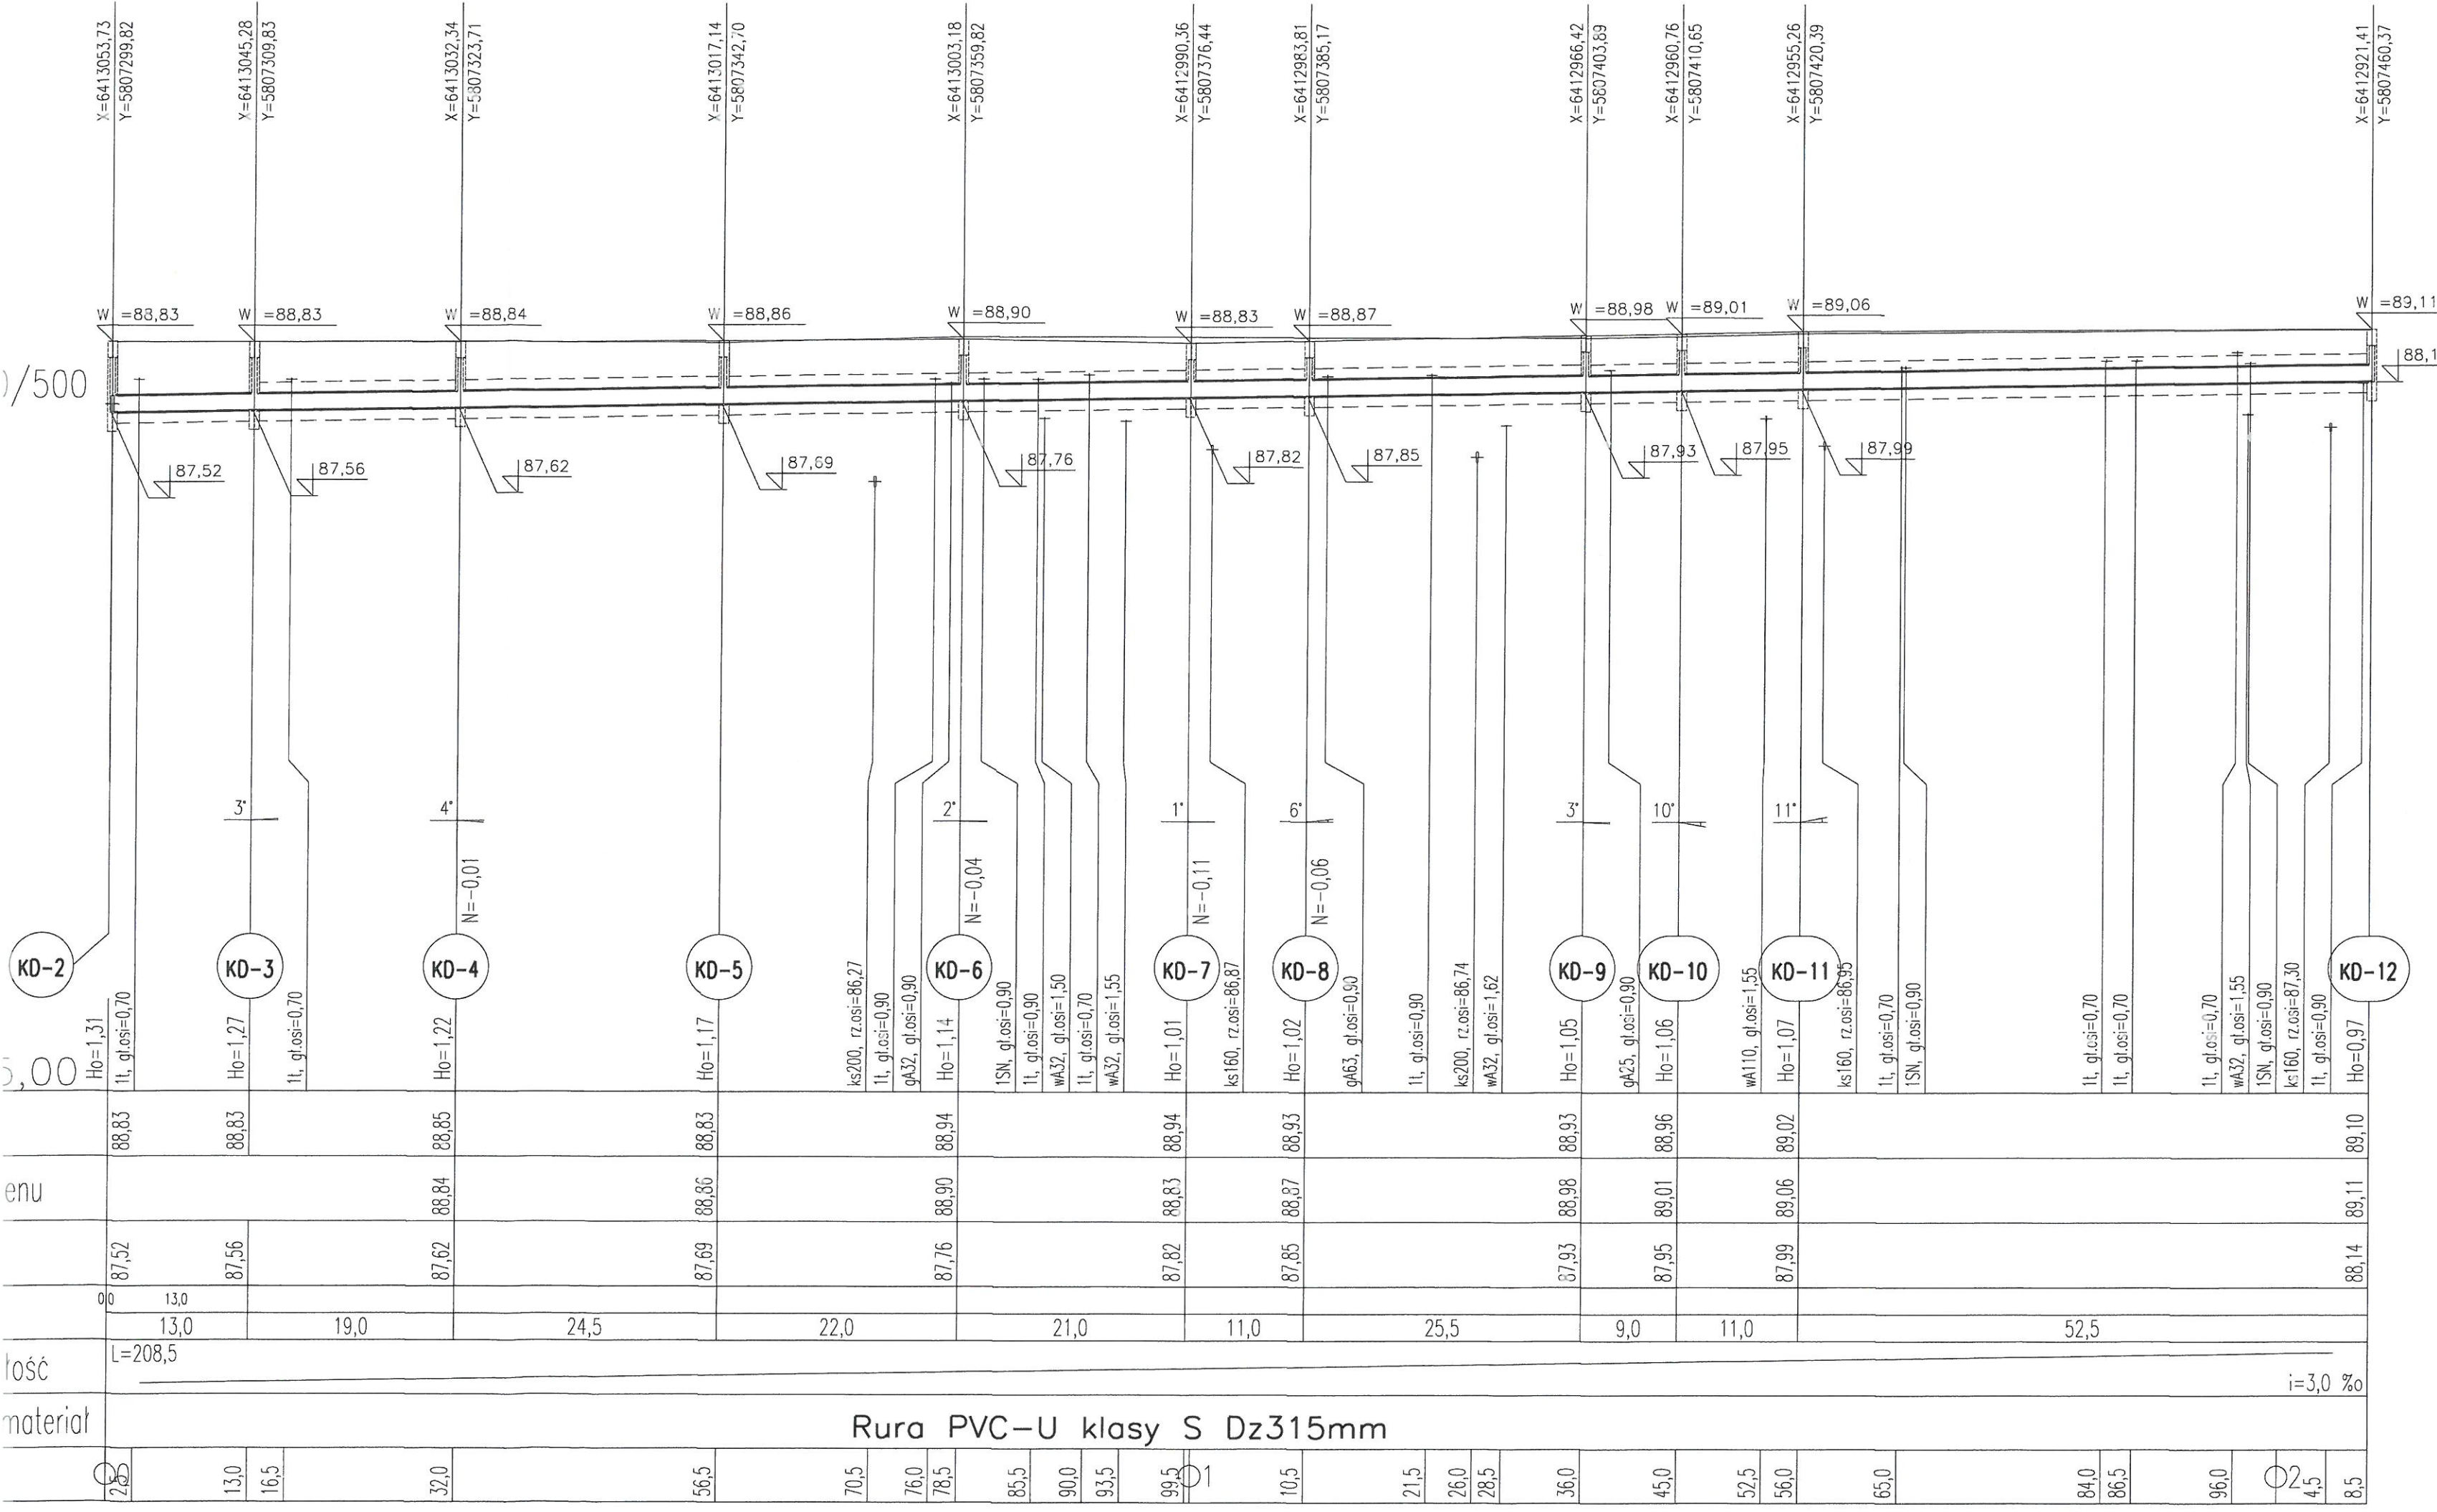 X=6413053,73
Y=5807299,82
X=6413045,28
Y=5807309,83
X=6413032,34
Y=5807323,71
X=6413017,14
Y=5807342,70
X=6413003,18
Y=5807359,82
X=6412990,36
Y=5807376,44
X=6412983,81
Y=5807385,17
X=6412966,42
Y=5807403,89
X=6412960,76
Y=5807410,65
X=6412955,26
Y=5807420,39
X=6412921,41
Y=5807460,37
W =88,83
W =88,83
W =88,84
W =88,86
W =88,90
W =88,83
W =88,87
W =88,98
W =89,01
W =89,06
W =89,11
88,1
)/500
87,52
87,56
87,62
87,69
87,76
87,82
87,85
87,93
87,95
87,99
3°
4°
2°
1°
6°
3°
10°
11°
N=-0,01
N=-0,04
N=-0,11
N=-0,06
KD-2
KD-3
KD-4
KD-5
KD-6
KD-7
KD-8
KD-9
KD-10
KD-11
KD-12
5,00
Ho=1,31
1t, gł.osi=0,70
Ho=1,27
1t, gł.osi=0,70
Ho=1,22
Ho=1,17
ks200, rz.osi=86,27
1t, gł.osi=0,90
gA32, gł.osi=0,90
Ho=1,14
1SN, gł.osi=0,90
1t, gł.osi=0,90
wA32, gł.osi=1,50
1t, gł.osi=0,70
wA32, gł.osi=1,55
Ho=1,01
ks160, rz.osi=86,87
Ho=1,02
gA63, gł.osi=0,90
1t, gł.osi=0,90
ks200, rz.osi=86,74
wA32, gł.osi=1,62
Ho=1,05
gA25, gł.osi=0,90
Ho=1,06
wA110, gł.osi=1,55
Ho=1,07
ks160, rz.osi=86,95
1t, gł.osi=0,70
1SN, gł.osi=0,90
1t, gł.osi=0,70
1t, gł.osi=0,70
1t, gł.osi=0,70
wA32, gł.osi=1,55
1SN, gł.osi=0,90
ks160, rz.osi=87,30
1t, gł.osi=0,90
Ho=0,97
88,83
88,83
88,85
88,83
88,94
88,94
88,93
88,93
88,96
89,02
89,10
enu
88,84
88,86
88,90
88,83
88,87
88,98
89,01
89,06
89,11
87,52
87,56
87,62
87,69
87,76
87,82
87,85
87,93
87,95
87,99
88,14
0,0
13,0
13,0
19,0
24,5
22,0
21,0
11,0
25,5
9,0
11,0
52,5
łość
L=208,5
i=3,0 ‰
materiał
Rura PVC-U klasy S Dz315mm
2,5
13,0
16,5
32,0
56,5
70,5
76,0
78,5
85,5
90,0
93,5
99,5
1
10,5
21,5
26,0
28,5
36,0
45,0
52,5
56,0
65,0
84,0
86,5
96,0
2
4,5
8,5